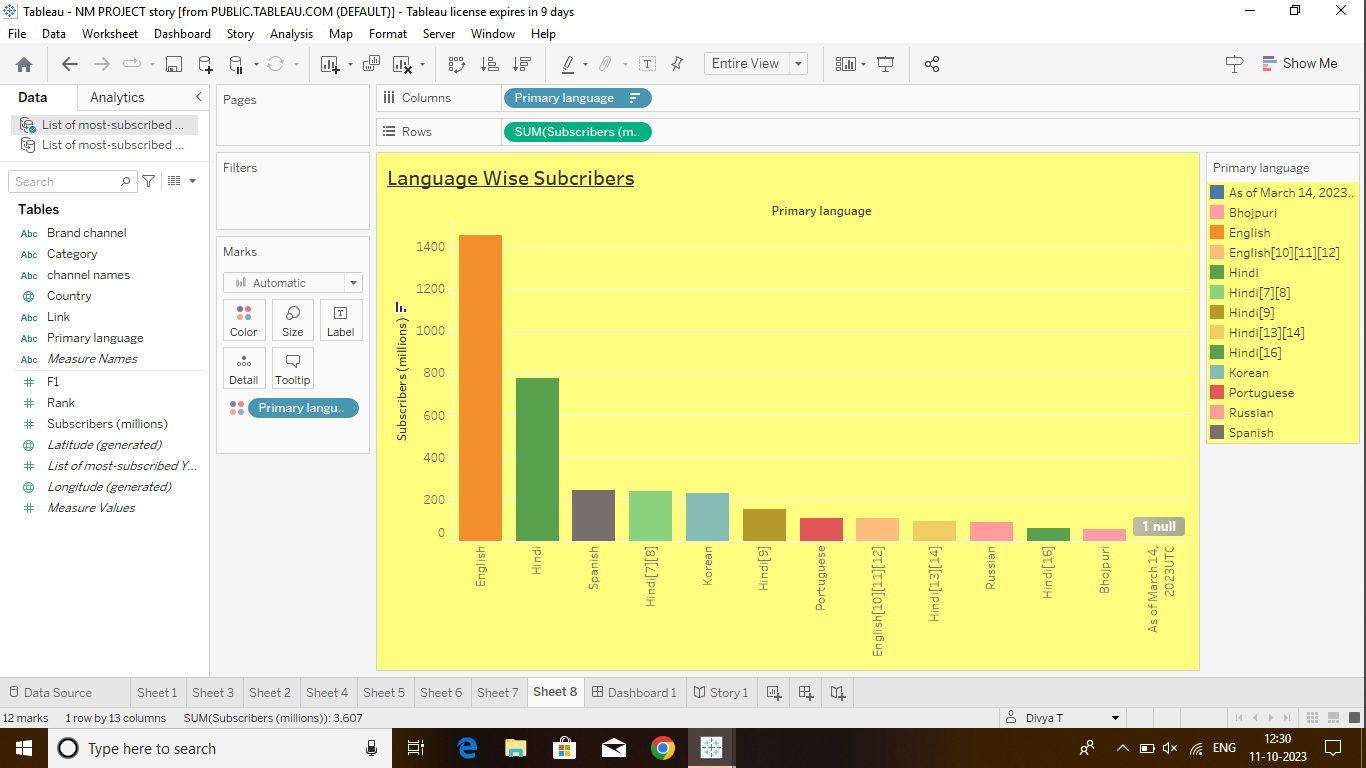 Tableau - NM PROJECT story [from PUBLIC.TABLEAU.COM (DEFAULT)] - Tableau license expires in 9 days
File Data Worksheet Dashboard Story Analysis Map Format Server Window Help
Entire View
Show Me
Data Analytics
List of most-subscribed ...
List of most-subscribed ...
Search
Tables
Abc Brand channel
Abc Category
Abc channel names
Country
Abc Link
Abc Primary language
Abc Measure Names
F1
Rank
Subscribers (millions)
Latitude (generated)
List of most-subscribed Y...
Longitude (generated)
Measure Values
Pages
Filters
Marks
Automatic
Color Size Label
Detail Tooltip
Primary langu..
Columns Primary language
Rows SUM(Subscribers (m..
Language Wise Subcribers
Primary language
Subscribers (millions)
1400
1200
1000
800
600
400
200
0
1 null
English
Hindi
Spanish
Hindi[7][8]
Korean
Hindi[9]
Portuguese
English[10][11][12]
Hindi[13][14]
Russian
Hindi[16]
Bhojpuri
As of March 14,
2023UTC
Primary language
As of March 14, 2023..
Bhojpuri
English
English[10][11][12]
Hindi
Hindi[7][8]
Hindi[9]
Hindi[13][14]
Hindi[16]
Korean
Portuguese
Russian
Spanish
Data Source Sheet 1 Sheet 3 Sheet 2 Sheet 4 Sheet 5 Sheet 6 Sheet 7 Sheet 8 Dashboard 1 Story 1
12 marks 1 row by 13 columns SUM(Subscribers (millions)): 3,607 Divya T
Type here to search
ENG
12:30
11-10-2023